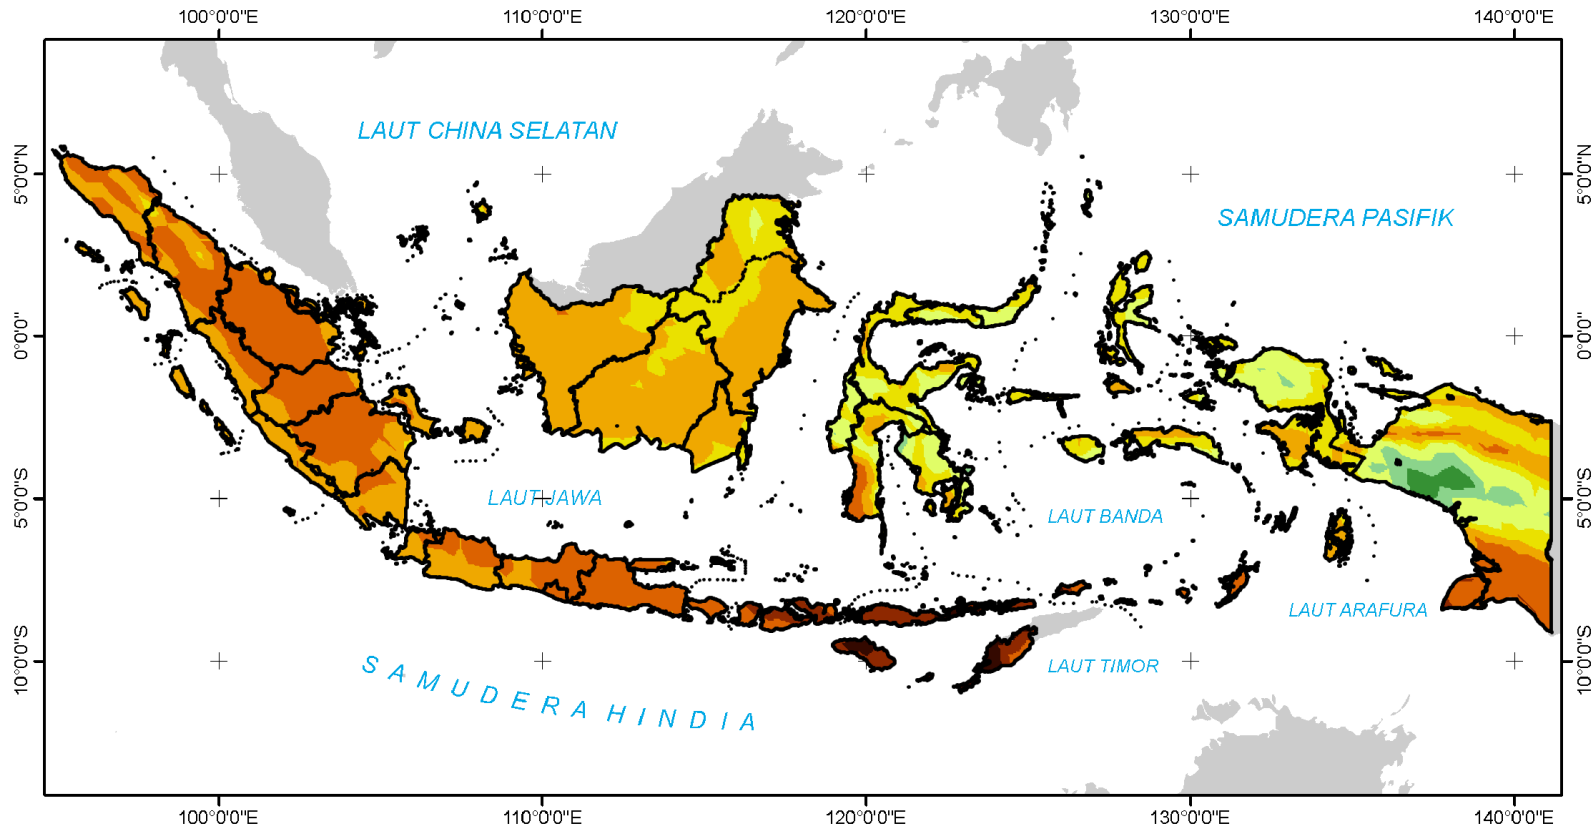 100°0'0"E 110°0'0"E 120°0'0"E 130°0'0"E 140°0'0"E
LAUT CHINA SELATAN
5°0'0"N 5°0'0"N
SAMUDERA PASIFIK
0°0'0" 0°0'0"
LAUT JAWA
5°0'0"S 5°0'0"S
LAUT BANDA
LAUT ARAFURA
10°0'0"S 10°0'0"S
LAUT TIMOR
SAMUDERA HINDIA
100°0'0"E 110°0'0"E 120°0'0"E 130°0'0"E 140°0'0"E